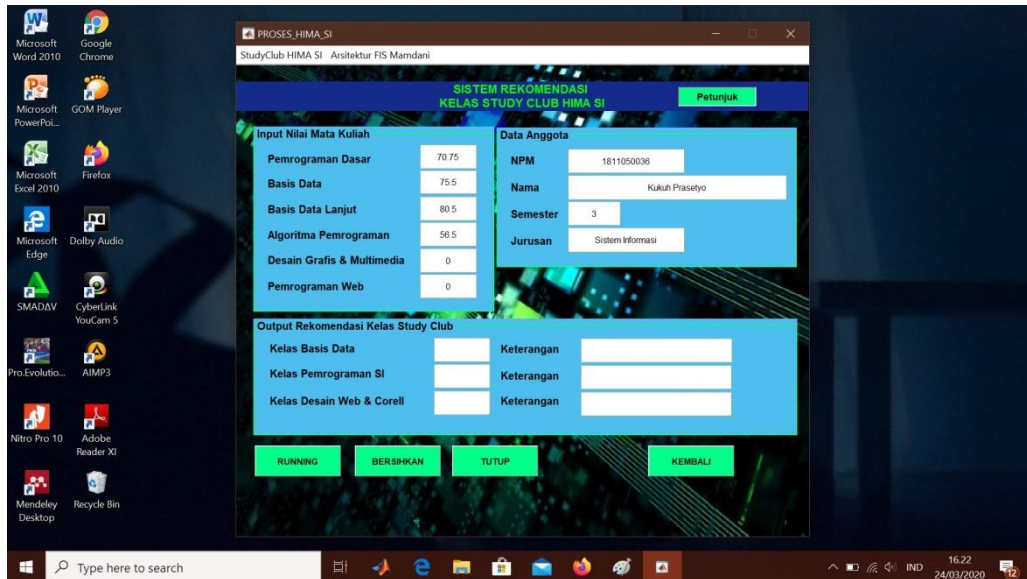 Microsoft
Word 2010
Google
Chrome
Microsoft
PowerPoi...
GOM Player
Microsoft
Excel 2010
Firefox
Microsoft
Edge
Dolby Audio
SMADΔV
CyberLink
YouCam 5
Pro.Evolutio...
AIMP3
Nitro Pro 10
Adobe
Reader XI
Mendeley
Desktop
Recycle Bin
PROSES_HIMA_SI
StudyClub HIMA SI Arsitektur FIS Mamdani
SISTEM REKOMENDASI
KELAS STUDY CLUB HIMA SI
Petunjuk
Input Nilai Mata Kuliah
Pemrograman Dasar 70.75
Basis Data 75.5
Basis Data Lanjut 80.5
Algoritma Pemrograman 56.5
Desain Grafis & Multimedia 0
Pemrograman Web 0
Data Anggota
NPM 1811050036
Nama Kukuh Prasetyo
Semester 3
Jurusan Sistem Informasi
Output Rekomendasi Kelas Study Club
Kelas Basis Data Keterangan
Kelas Pemrograman SI Keterangan
Kelas Desain Web & Corell Keterangan
RUNNING BERSIHKAN TUTUP KEMBALI
Type here to search
IND
16.22
24/03/2020
12